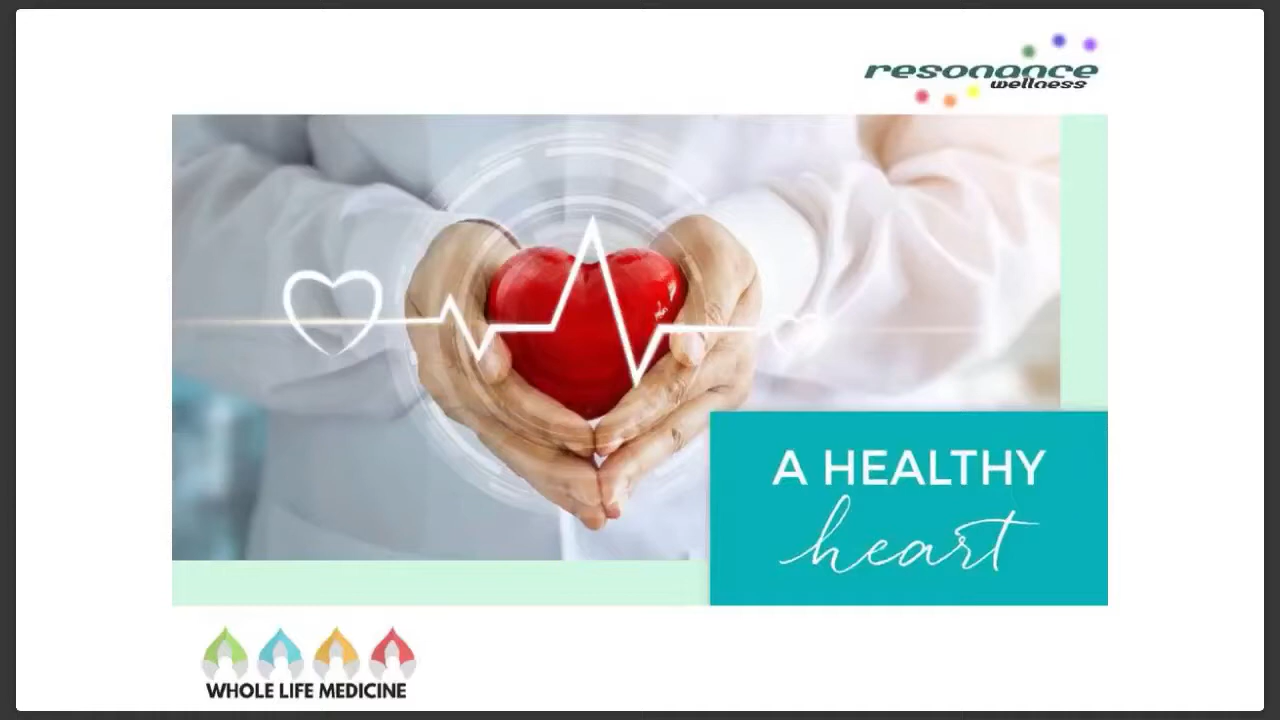 resonance
wellness
A HEALTHY
heart
WHOLE LIFE MEDICINE